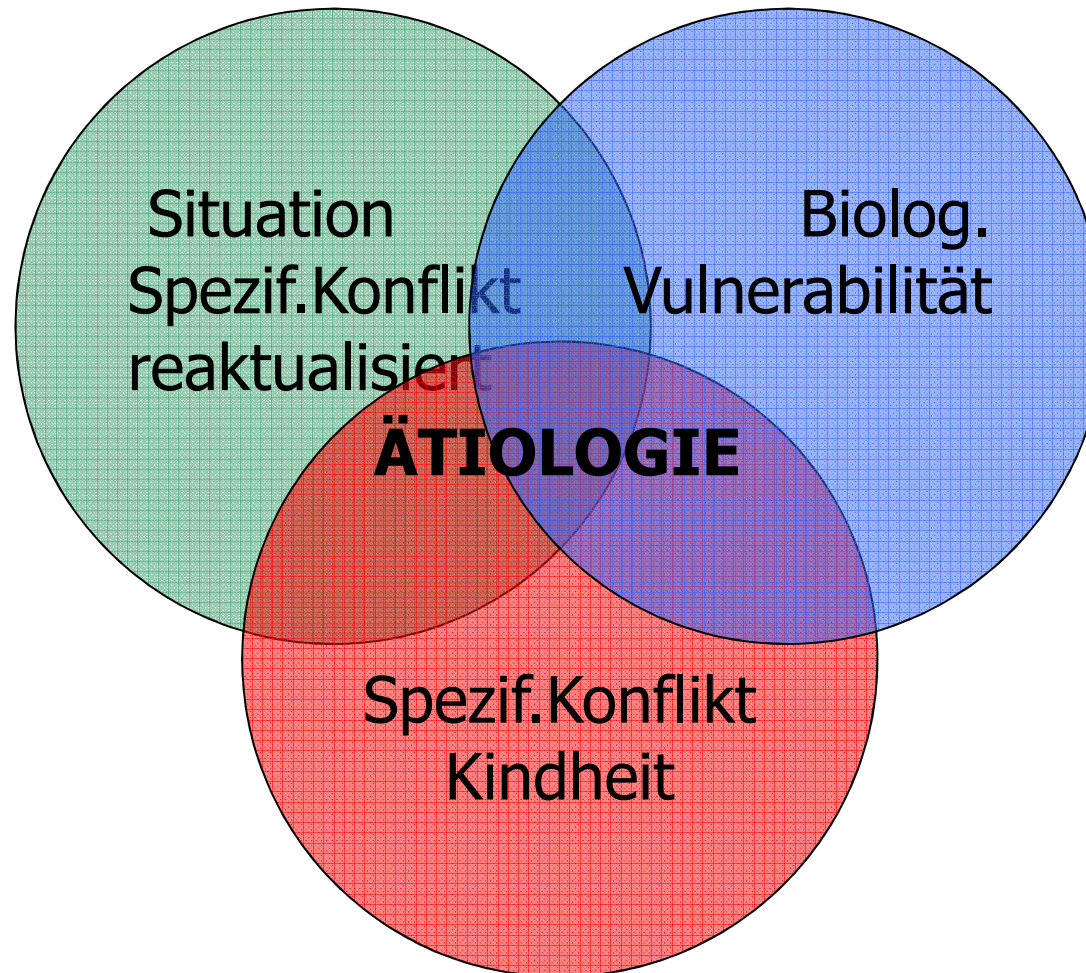 Situation
Spezif.Konflikt
reaktualisiert
Biolog.
Vulnerabilität
ÄTIOLOGIE
Spezif.Konflikt
Kindheit